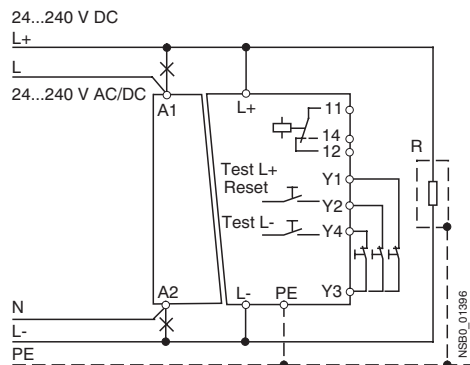 24...240 V DC
L+
L
24...240 V AC/DC
A1
L+
11
14
12
R
Test L+
Reset
Y1
Y2
Test L-
Y4
A2
L-
PE
Y3
N
L-
PE
NSB0_01396